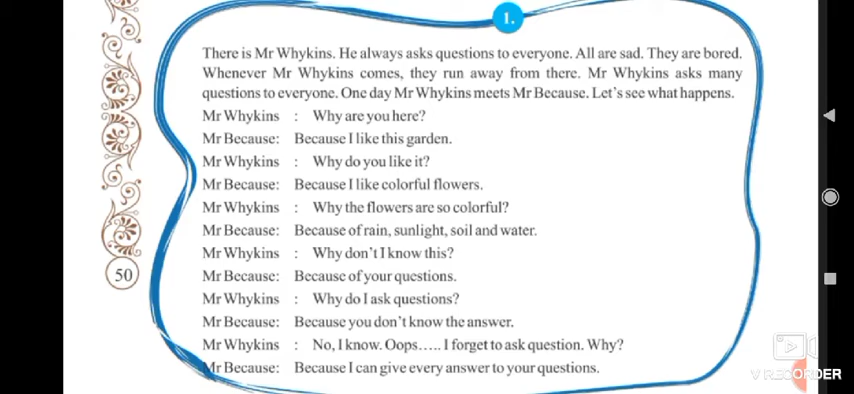 1.
There is Mr Whykins. He always asks questions to everyone. All are sad. They are bored.
Whenever Mr Whykins comes, they run away from there. Mr Whykins asks many
questions to everyone. One day Mr Whykins meets Mr Because. Let's see what happens.
Mr Whykins : Why are you here?
Mr Because: Because I like this garden.
Mr Whykins : Why do you like it?
Mr Because: Because I like colorful flowers.
Mr Whykins : Why the flowers are so colorful?
Mr Because: Because of rain, sunlight, soil and water.
Mr Whykins : Why don't I know this?
Mr Because: Because of your questions.
Mr Whykins : Why do I ask questions?
Mr Because: Because you don't know the answer.
Mr Whykins : No, I know. Oops..... I forget to ask question. Why?
Mr Because: Because I can give every answer to your questions.
50
V RECORDER